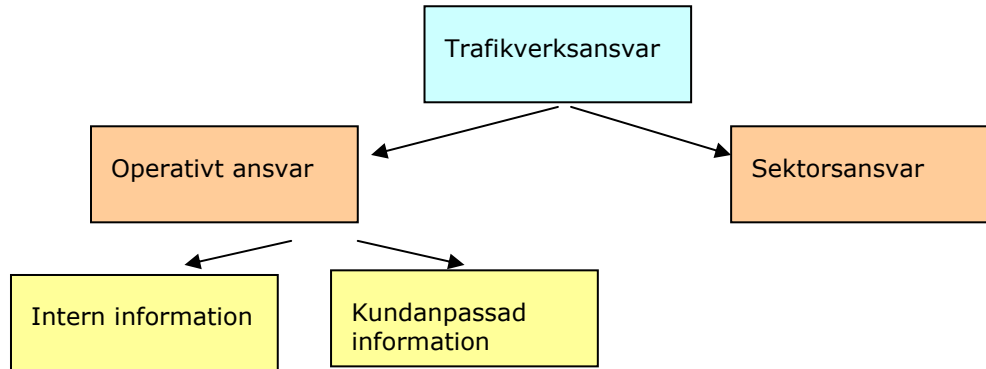 Trafikverksansvar
Operativt ansvar
Sektorsansvar
Intern information
Kundanpassad
information